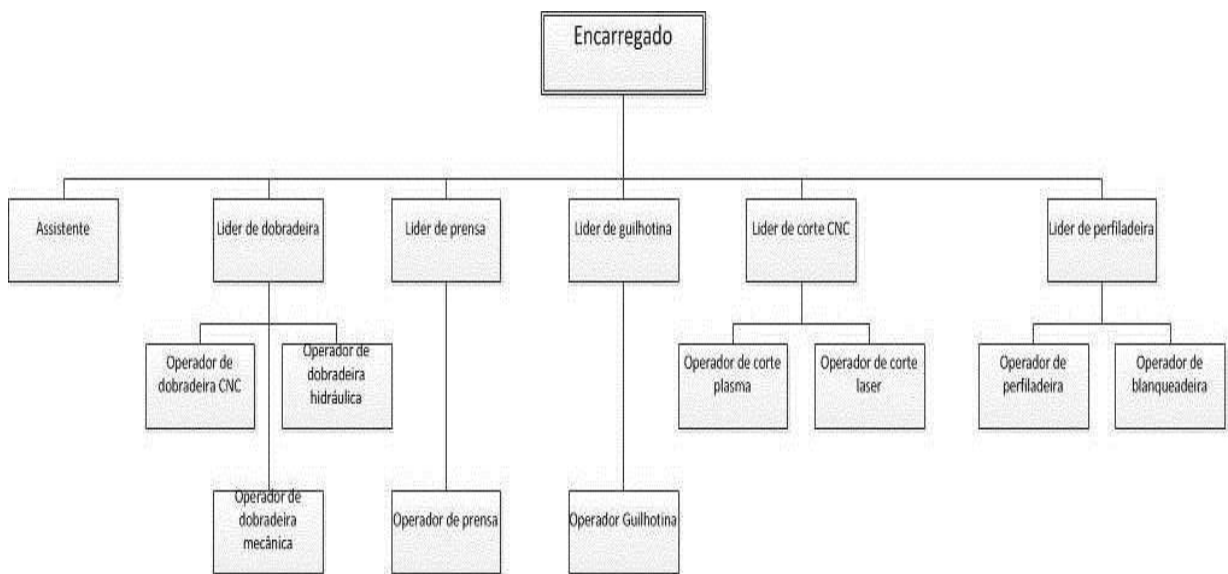 Encarregado
Assistente
Lider de dobradeira
Lider de prensa
Lider de guilhotina
Lider de corte CNC
Lider de perfiladeira
Operador de
dobradeira CNC
Operador de
dobradeira
hidráulica
Operador de corte
plasma
Operador de corte
laser
Operador de
perfiladeira
Operador de
blanqueadeira
Operador de
dobradeira
mecânica
Operador de prensa
Operador Guilhotina